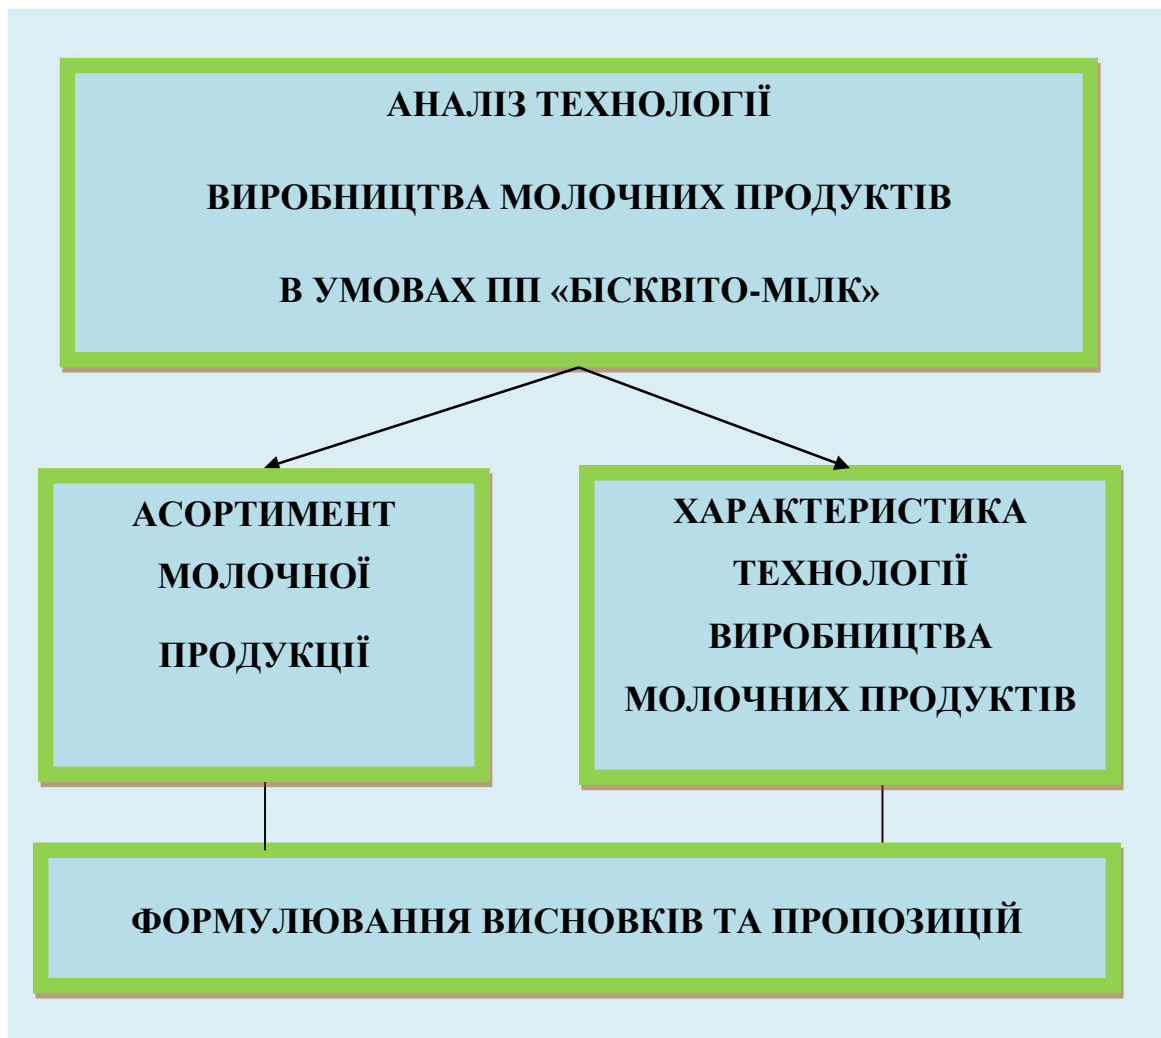 АНАЛІЗ ТЕХНОЛОГІЇ
ВИРОБНИЦТВА МОЛОЧНИХ ПРОДУКТІВ
В УМОВАХ ПП «БІСКВІТО-МІЛК»
АСОРТИМЕНТ
МОЛОЧНОЇ
ПРОДУКЦІЇ
ХАРАКТЕРИСТИКА
ТЕХНОЛОГІЇ
ВИРОБНИЦТВА
МОЛОЧНИХ ПРОДУКТІВ
ФОРМУЛЮВАННЯ ВИСНОВКІВ ТА ПРОПОЗИЦІЙ